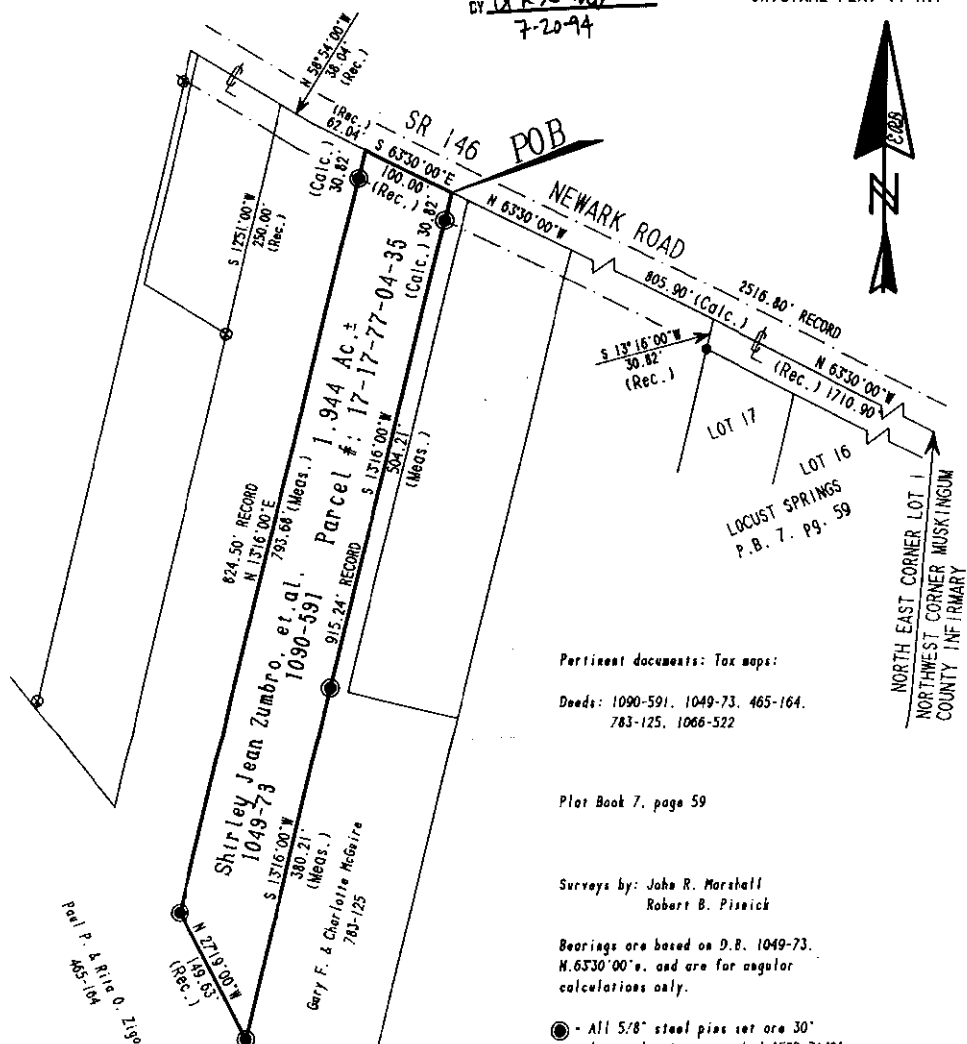 BY
7-20-94
N 58°54'00"W
38.04'
(Rec.)
(Rec.)
62.04'
SR 146
S 63°30'00"E
100.00'
(Rec.)
POB
(Calc.)
30.82'
(Calc.) 30.82'
N 63°30'00"W
NEWARK ROAD
805.90' (Calc.)
2516.80' RECORD
N 63°30'00"W
(Rec.) 1710.90'
S 13°16'00"W
30.82'
(Rec.)
LOT 17
LOT 16
LOCUST SPRINGS
P.B. 7. Pg. 59
NORTH EAST CORNER LOT 1
NORTHWEST CORNER MUSKINGUM
COUNTY INFIRMARY
N
S 12°51'00"W
250.00'
(Rec.)
824.50' RECORD
N 13°16'00"E
793.68' (Meas.)
Parcel #: 17-17-77-04-35
1.944 Ac.±
S 13°16'00"W
504.21'
(Meas.)
915.24' RECORD
Shirley Jean Zumbro, et.al.
1049-73
1090-591
S 13°16'00"W
380.21'
(Meas.)
Gary F. & Charlotte McGuire
783-125
N 27°19'00"W
149.63'
(Rec.)
Paul P. & Rita O. Zigo
465-164
Pertinent documents: Tax maps:
Deeds: 1090-591, 1049-73, 465-164,
783-125, 1066-522
Plat Book 7, page 59
Surveys by: John R. Marshall
Robert B. Pisnick
Bearings are based on D.B. 1049-73.
N.63°30'00"w. and are for angular
calculations only.
- All 5/8" steel pins set are 30"